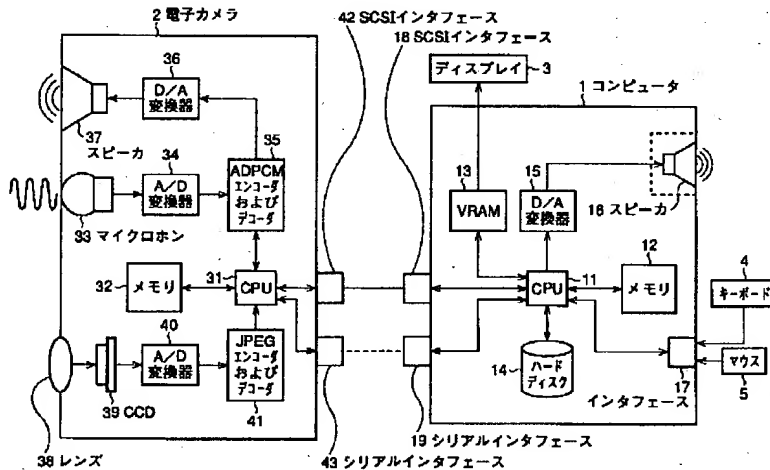 2 電子カメラ
42 SCSIインタフェース
18 SCSIインタフェース
ディスプレイ
3
1 コンピュータ
36
D/A
変換器
37
スピーカ
34
A/D
変換器
33 マイクロホン
35
ADPCM
エンコーダ
および
デコーダ
31
CPU
32
メモリ
40
A/D
変換器
JPEG
エンコーダ
および
デコーダ
41
39 CCD
38 レンズ
43 シリアルインタフェース
19 シリアルインタフェース
13
VRAM
15
D/A
変換器
16 スピーカ
CPU
11
12
メモリ
14
ハード
ディスク
4
キーボード
マウス
5
17
インタフェース